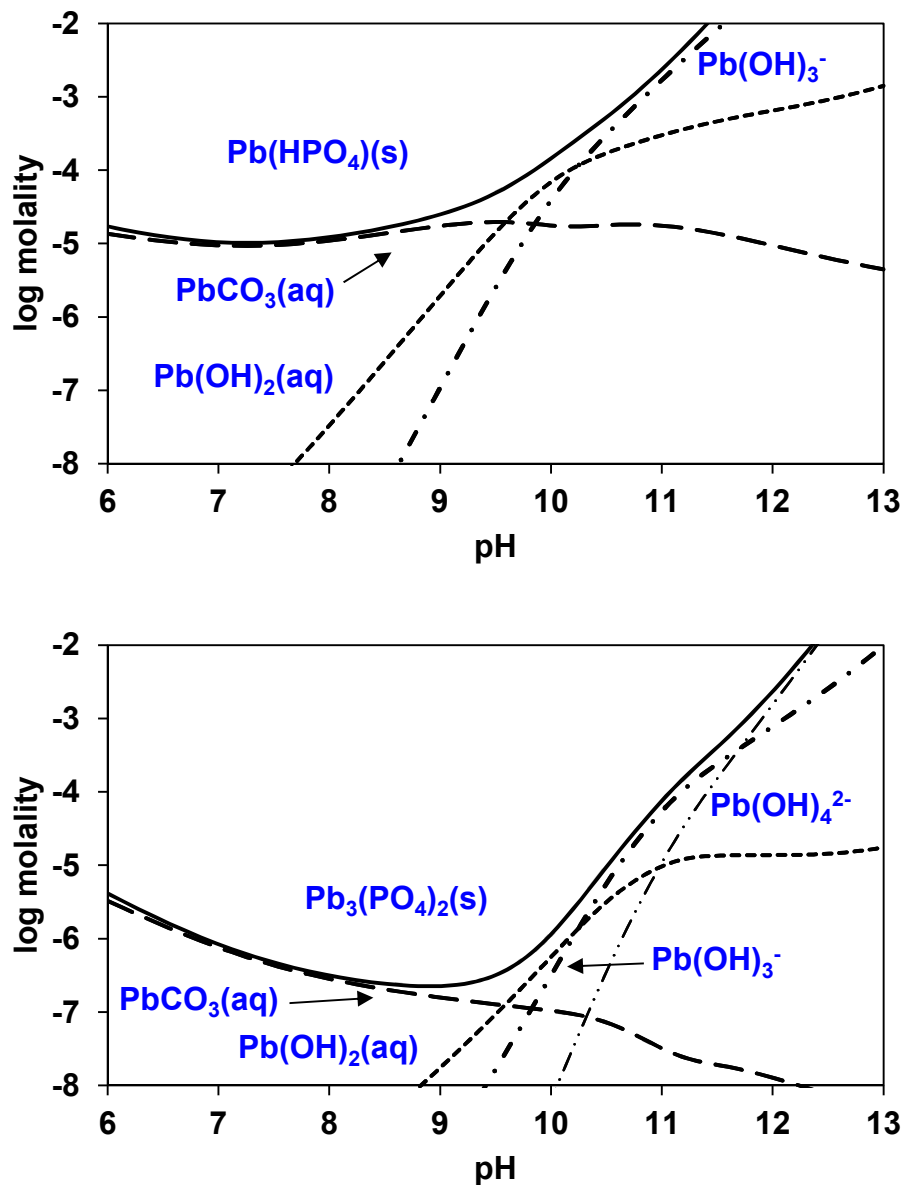 -2
-3
-4
-5
-6
-7
-8
log molality
Pb(OH)₃⁻
Pb(HPO₄)(s)
PbCO₃(aq)
Pb(OH)₂(aq)
6 7 8 9 10 11 12 13
pH
-2
-3
-4
-5
-6
-7
-8
log molality
Pb(OH)₄²⁻
Pb₃(PO₄)₂(s)
Pb(OH)₃⁻
PbCO₃(aq)
Pb(OH)₂(aq)
6 7 8 9 10 11 12 13
pH